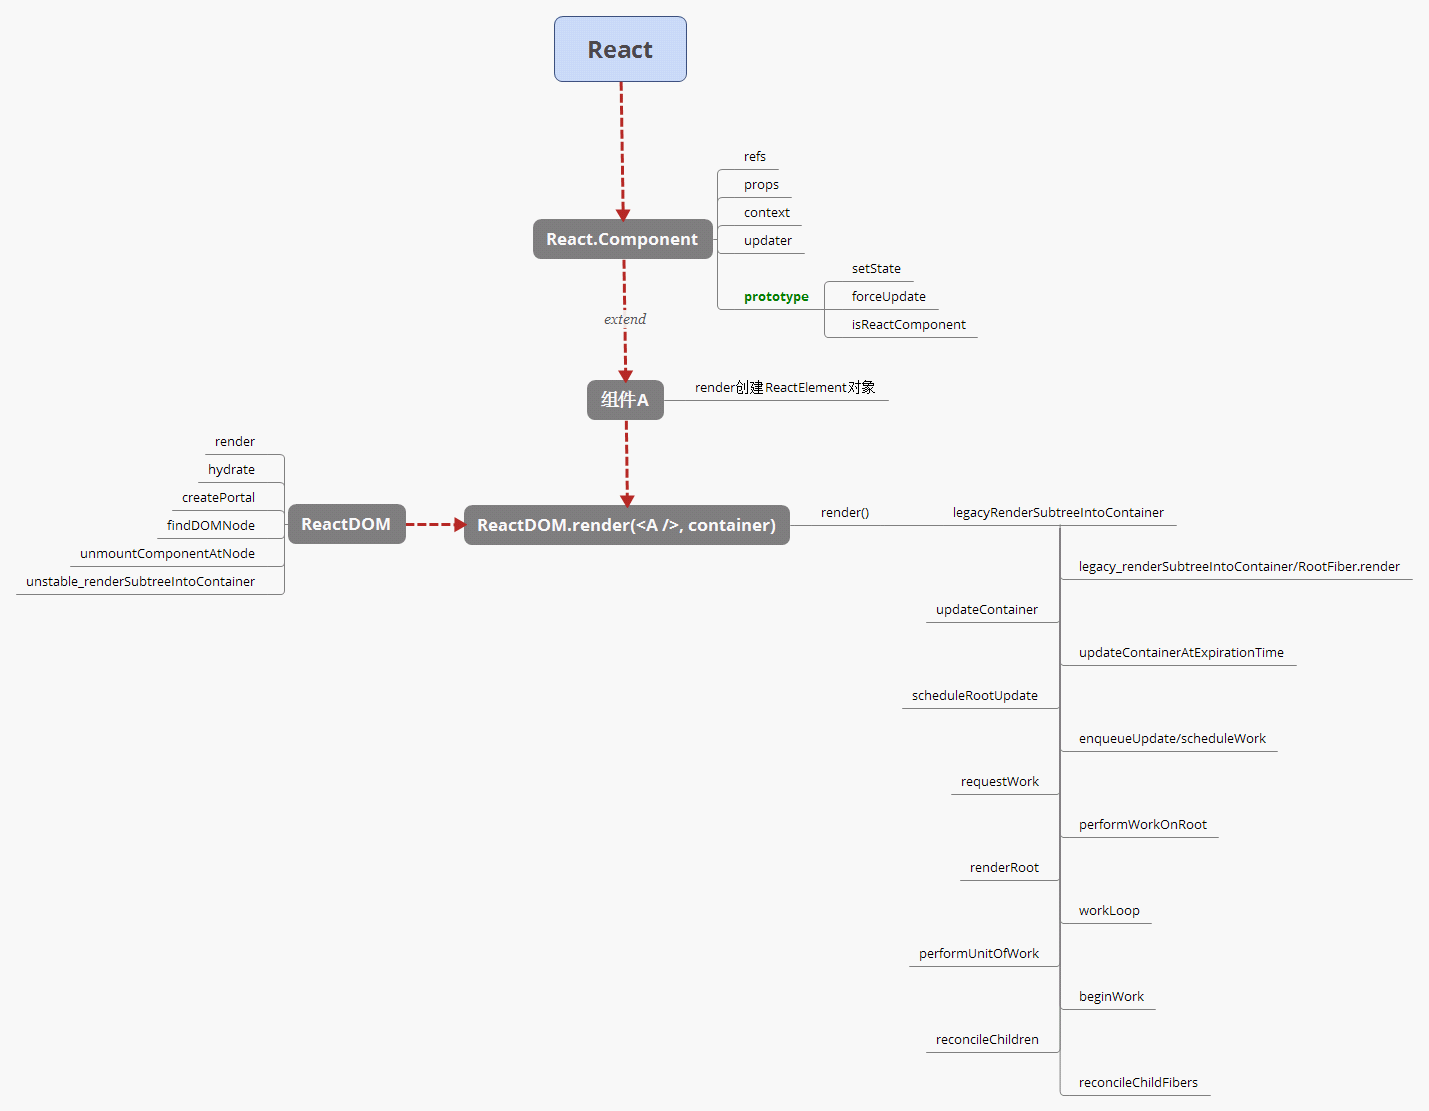 React
refs
props
context
updater
React.Component
prototype
setState
forceUpdate
isReactComponent
extend
组件A
render创建ReactElement对象
render
hydrate
createPortal
findDOMNode
unmountComponentAtNode
unstable_renderSubtreeIntoContainer
ReactDOM
ReactDOM.render(<A />, container)
render()
legacyRenderSubtreeIntoContainer
legacy_renderSubtreeIntoContainer/RootFiber.render
updateContainer
updateContainerAtExpirationTime
scheduleRootUpdate
enqueueUpdate/scheduleWork
requestWork
performWorkOnRoot
renderRoot
workLoop
performUnitOfWork
beginWork
reconcileChildren
reconcileChildFibers